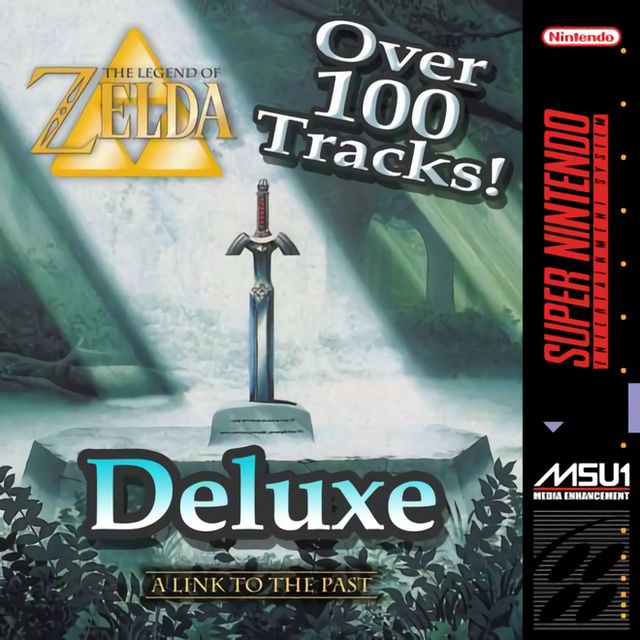 THE LEGEND OF
ZELDA
Over
100
Tracks!
Deluxe
A LINK TO THE PAST
Nintendo
SUPER NINTENDO
ENTERTAINMENT SYSTEM
MSU1
MEDIA ENHANCEMENT